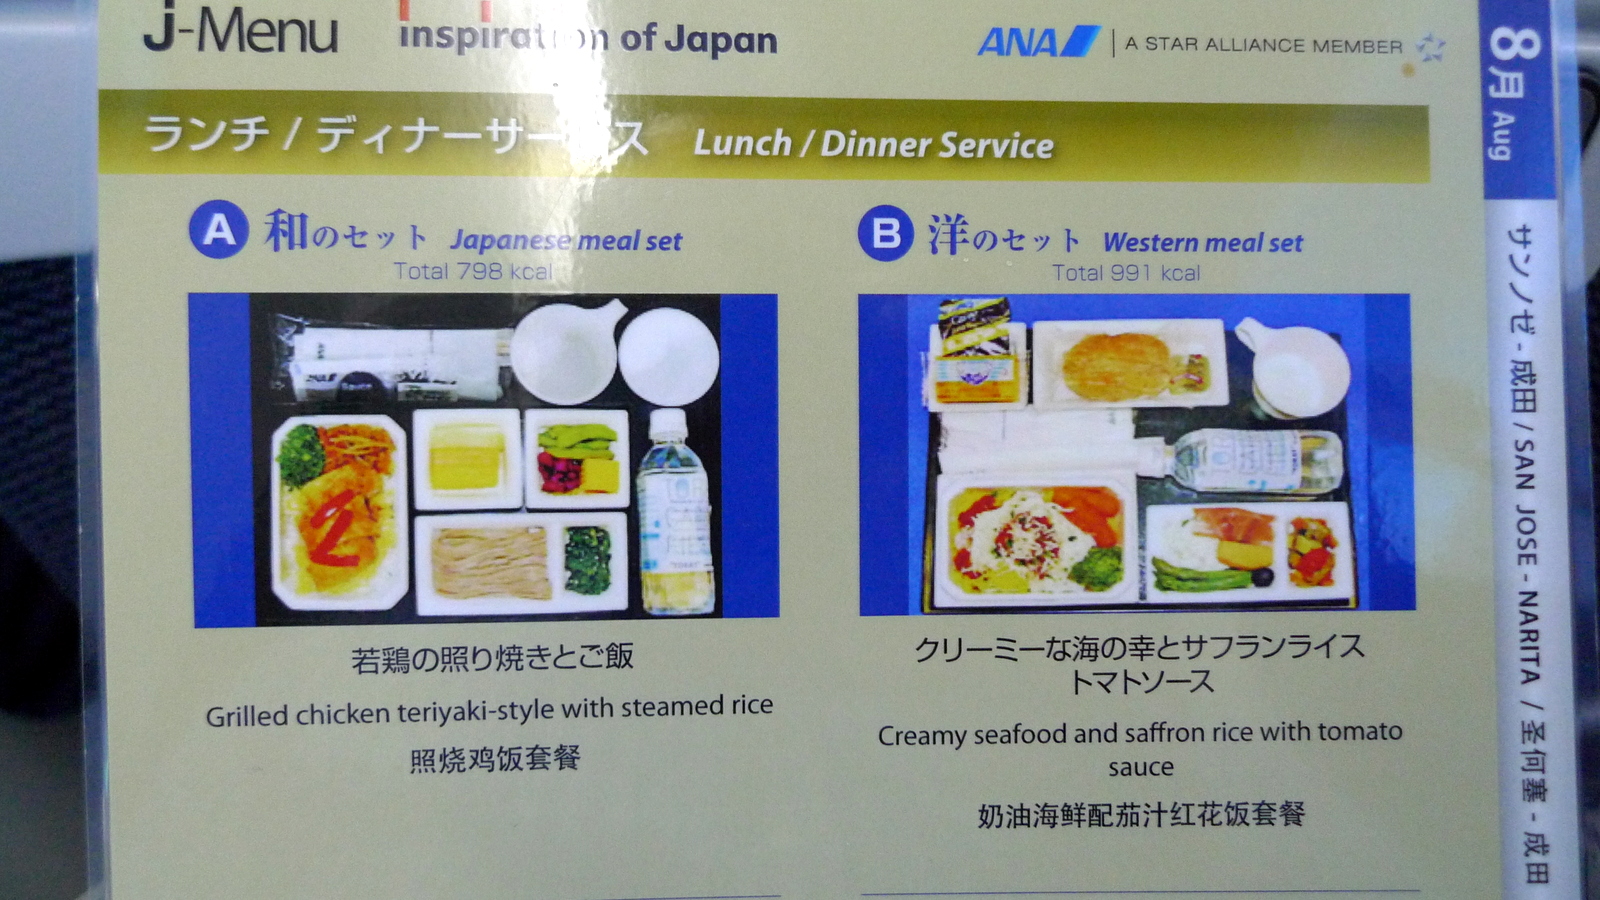 j-Menu
inspiration of Japan
ANA
A STAR ALLIANCE MEMBER
ランチ / ディナーサービス Lunch / Dinner Service
A 和のセット Japanese meal set
Total 798 kcal
若鶏の照り焼きとご飯
Grilled chicken teriyaki-style with steamed rice
照烧鸡饭套餐
B 洋のセット Western meal set
Total 991 kcal
クリーミーな海の幸とサフランライス
トマトソース
Creamy seafood and saffron rice with tomato
sauce
奶油海鲜配茄汁红花饭套餐
8月 Aug
サンノゼ - 成田 / SAN JOSE - NARITA / 圣何塞 - 成田